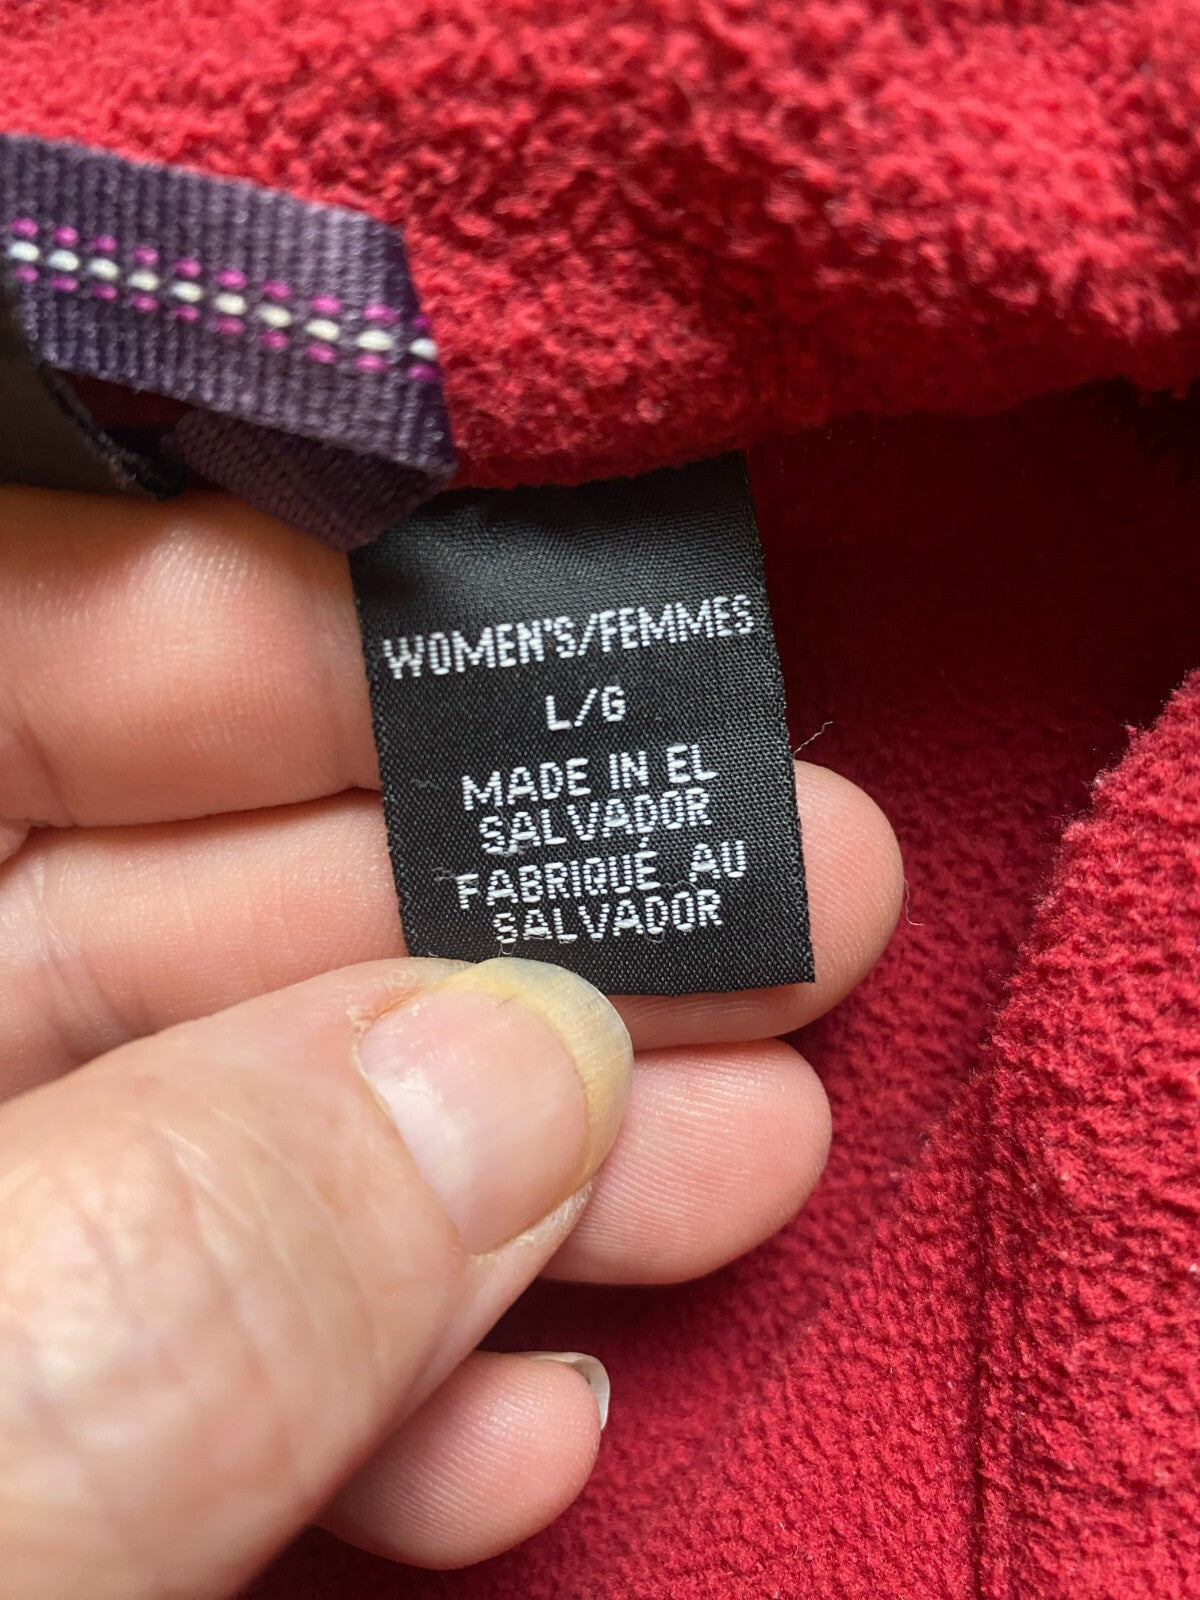 WOMEN'S/FEMMES
L/G
MADE IN EL
SALVADOR
FABRIQUÉ AU
SALVADOR